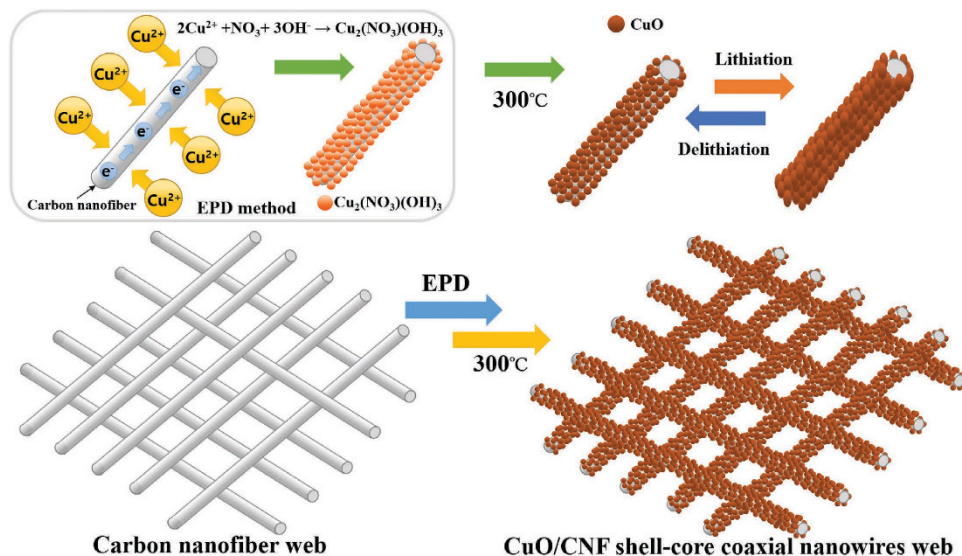 2Cu²⁺ +NO₃⁻+ 3OH⁻ → Cu₂(NO₃)(OH)₃
Cu²⁺
Cu²⁺
Cu²⁺
Cu²⁺
Cu²⁺
Cu²⁺
Cu²⁺
e⁻
e⁻
e⁻
Carbon nanofiber
EPD method
Cu₂(NO₃)(OH)₃
300℃
CuO
Lithiation
Delithiation
EPD
300℃
Carbon nanofiber web
CuO/CNF shell-core coaxial nanowires web